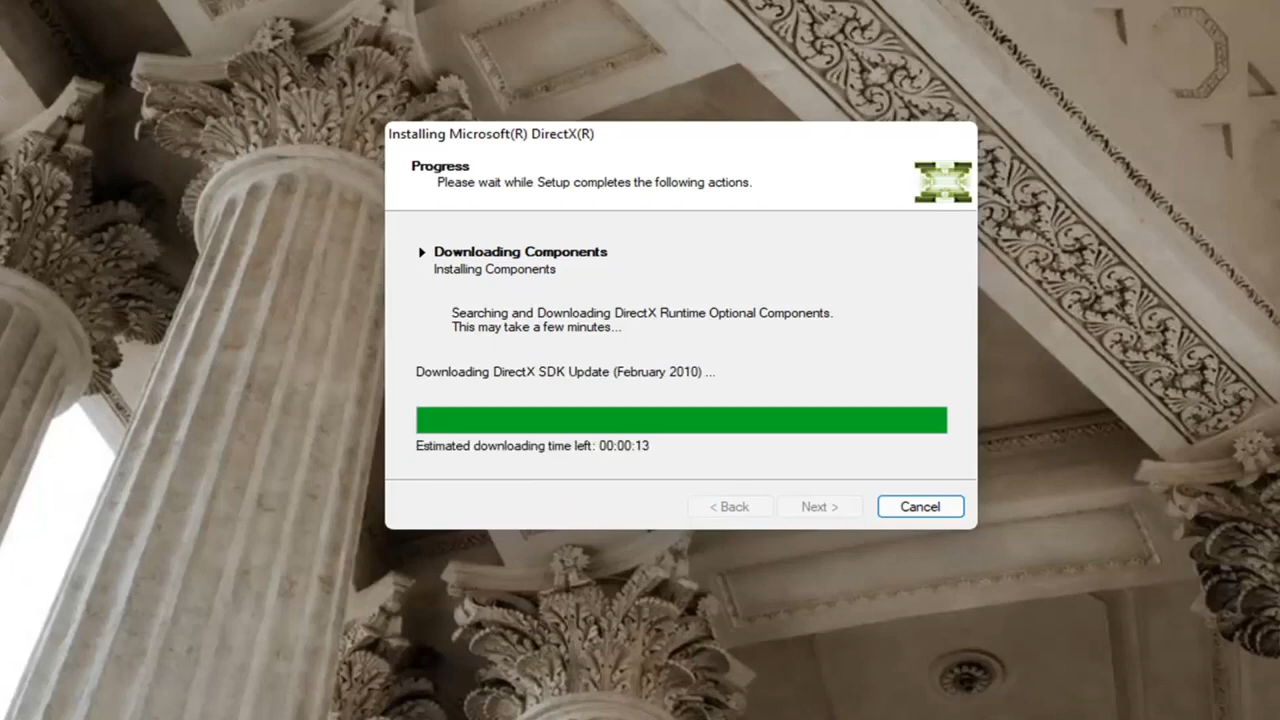 Installing Microsoft(R) DirectX(R)
Progress
Please wait while Setup completes the following actions.
Downloading Components
Installing Components
Searching and Downloading DirectX Runtime Optional Components.
This may take a few minutes...
Downloading DirectX SDK Update (February 2010) ...
Estimated downloading time left: 00:00:13
< Back Next > Cancel